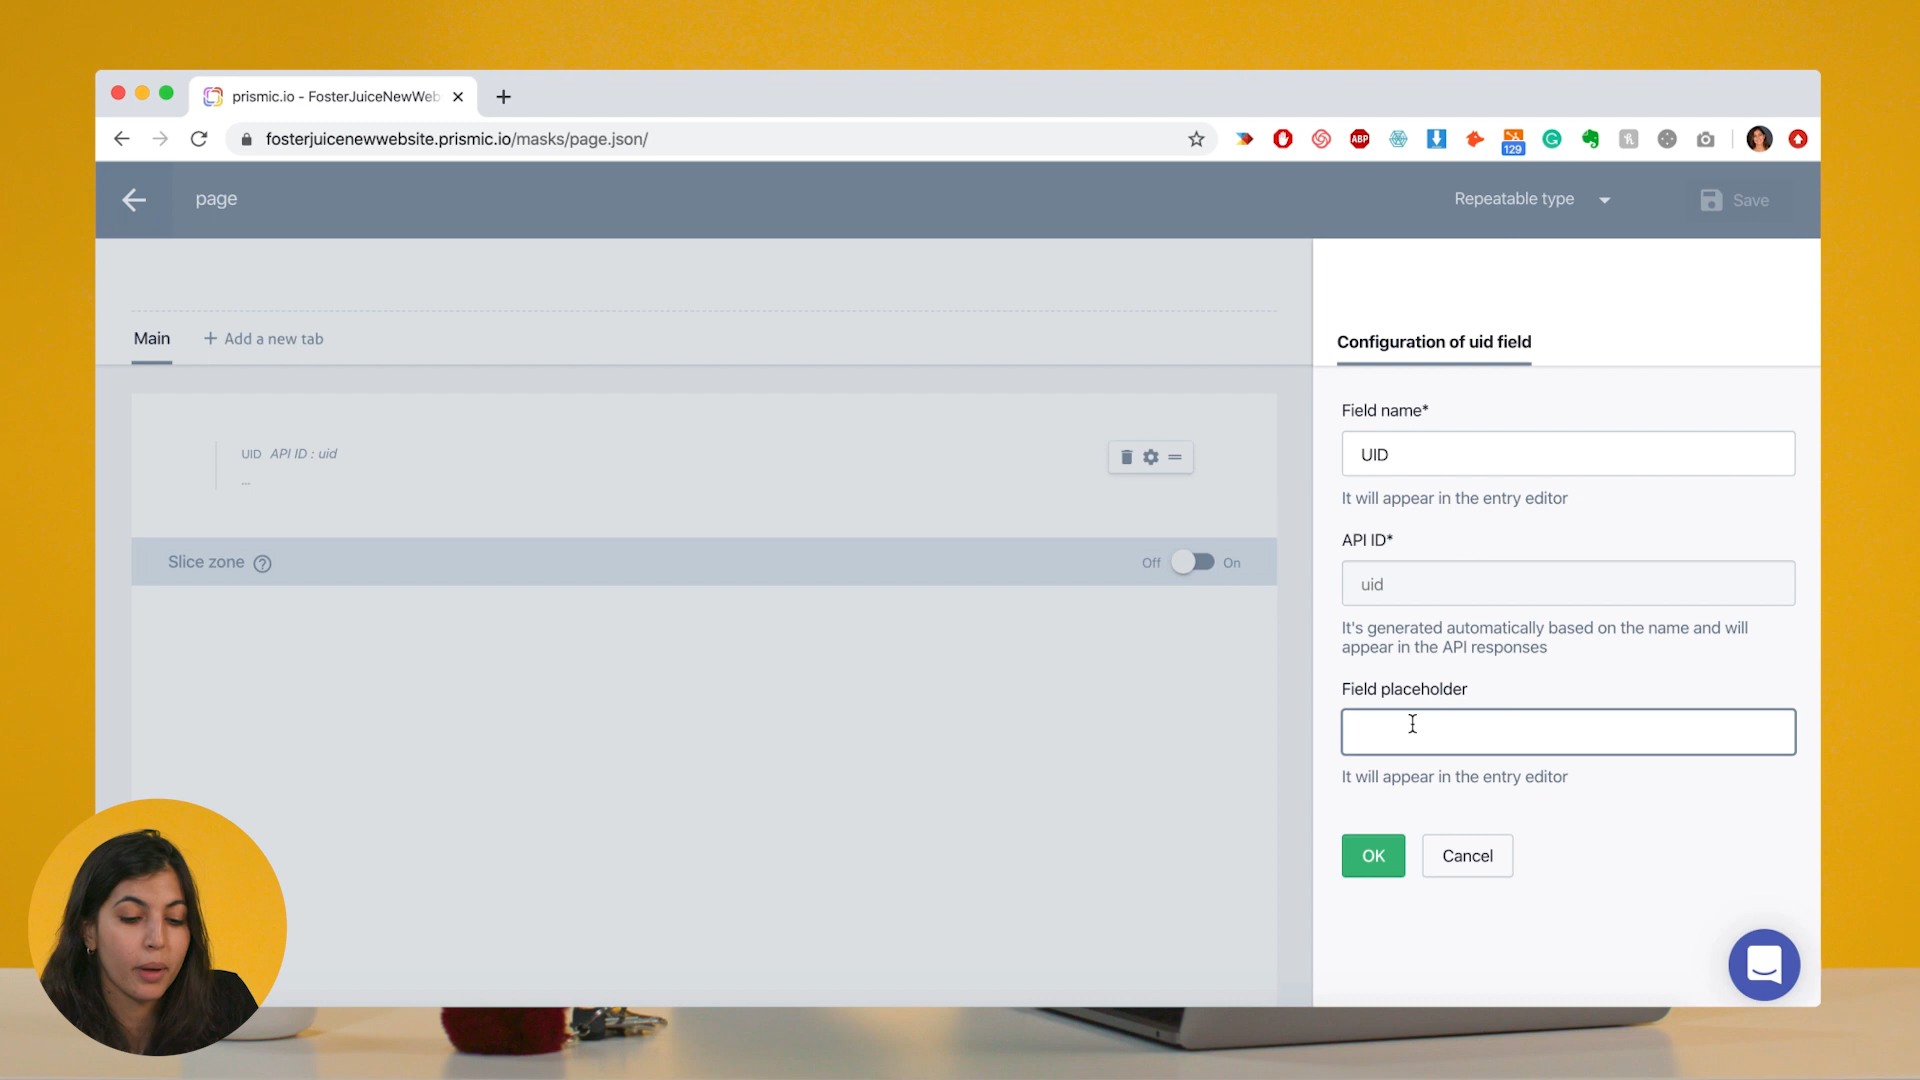 prismic.io - FosterJuiceNewWeb
fosterjuicenewwebsite.prismic.io/masks/page.json/
ABP
129
page
Repeatable type
Save
Main
+ Add a new tab
Configuration of uid field
Field name*
UID
It will appear in the entry editor
API ID*
uid
It's generated automatically based on the name and will
appear in the API responses
Field placeholder
It will appear in the entry editor
OK
Cancel
UID API ID : uid
...
Slice zone ?
Off
On